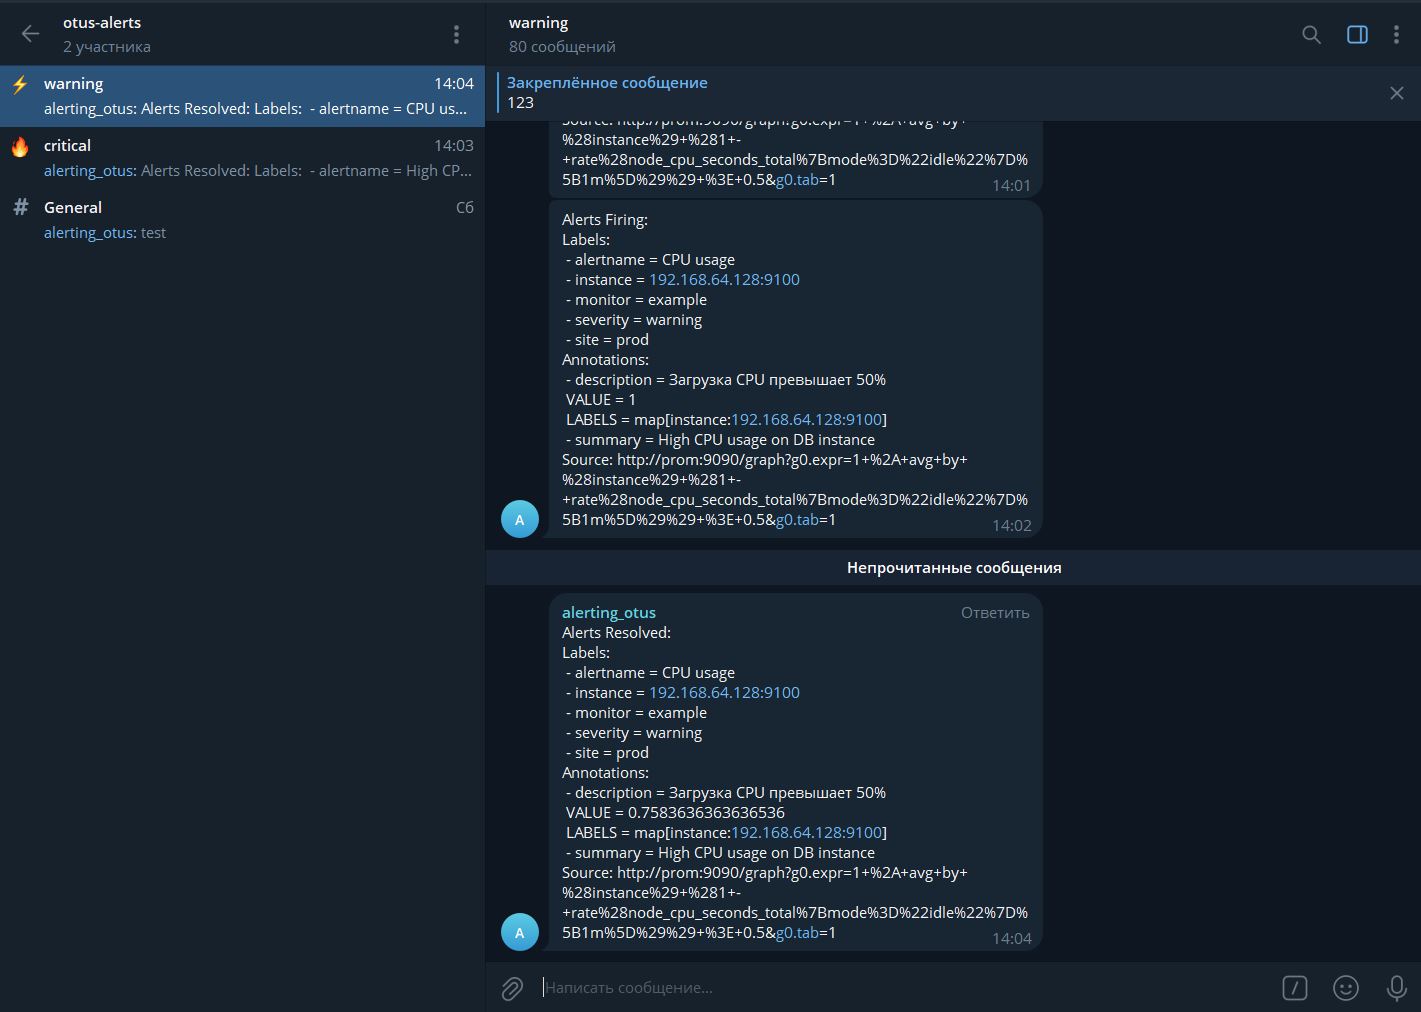 otus-alerts
2 участника
warning 14:04
alerting_otus: Alerts Resolved: Labels:  - alertname = CPU us...
critical 14:03
alerting_otus: Alerts Resolved: Labels:  - alertname = High CP...
# General Сб
alerting_otus: test
warning
80 сообщений
Закреплённое сообщение
123
Source: http://prom:9090/graph?g0.expr=1+%2A+avg+by+
%28instance%29+%281+-
+rate%28node_cpu_seconds_total%7Bmode%3D%22idle%22%7D%
5B1m%5D%29%29+%3E+0.5&g0.tab=1
14:01
Alerts Firing:
Labels:
- alertname = CPU usage
- instance = 192.168.64.128:9100
- monitor = example
- severity = warning
- site = prod
Annotations:
- description = Загрузка CPU превышает 50%
VALUE = 1
LABELS = map[instance:192.168.64.128:9100]
- summary = High CPU usage on DB instance
Source: http://prom:9090/graph?g0.expr=1+%2A+avg+by+
%28instance%29+%281+-
+rate%28node_cpu_seconds_total%7Bmode%3D%22idle%22%7D%
5B1m%5D%29%29+%3E+0.5&g0.tab=1
14:02
A
Непрочитанные сообщения
alerting_otus Ответить
Alerts Resolved:
Labels:
- alertname = CPU usage
- instance = 192.168.64.128:9100
- monitor = example
- severity = warning
- site = prod
Annotations:
- description = Загрузка CPU превышает 50%
VALUE = 0.7583636363636536
LABELS = map[instance:192.168.64.128:9100]
- summary = High CPU usage on DB instance
Source: http://prom:9090/graph?g0.expr=1+%2A+avg+by+
%28instance%29+%281+-
+rate%28node_cpu_seconds_total%7Bmode%3D%22idle%22%7D%
5B1m%5D%29%29+%3E+0.5&g0.tab=1
14:04
A
Написать сообщение...